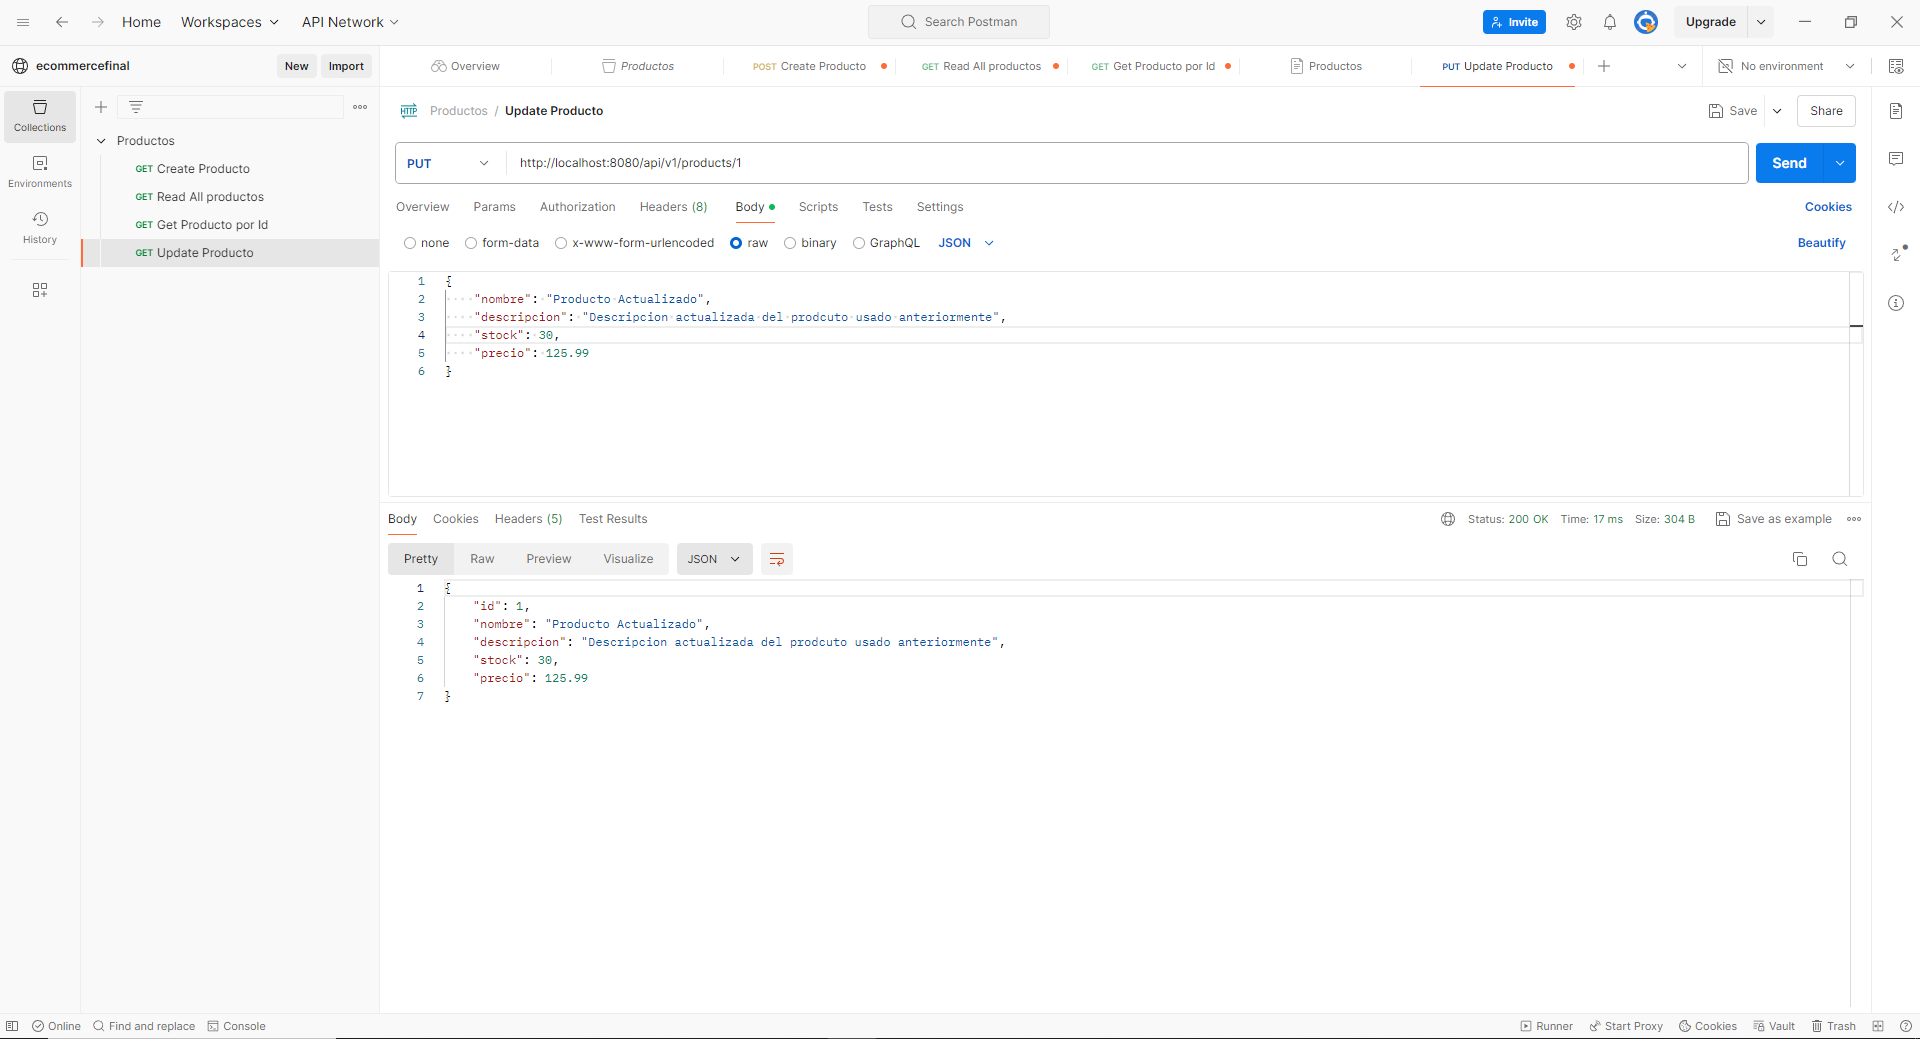 Home Workspaces API Network Search Postman Invite Upgrade
ecommercefinal New Import Overview Productos POST Create Producto GET Read All productos GET Get Producto por Id Productos PUT Update Producto No environment
Collections
Environments
History
Productos
GET Create Producto
GET Read All productos
GET Get Producto por Id
GET Update Producto
HTTP Productos / Update Producto Save Share
PUT http://localhost:8080/api/v1/products/1 Send
Overview Params Authorization Headers (8) Body Scripts Tests Settings Cookies
none form-data x-www-form-urlencoded raw binary GraphQL JSON Beautify
1 {
2 "nombre": "Producto Actualizado",
3 "descripcion": "Descripcion actualizada del prodcuto usado anteriormente",
4 "stock": 30,
5 "precio": 125.99
6 }
Body Cookies Headers (5) Test Results Status: 200 OK Time: 17 ms Size: 304 B Save as example
Pretty Raw Preview Visualize JSON
1 {
2 "id": 1,
3 "nombre": "Producto Actualizado",
4 "descripcion": "Descripcion actualizada del prodcuto usado anteriormente",
5 "stock": 30,
6 "precio": 125.99
7 }
Online Find and replace Console Runner Start Proxy Cookies Vault Trash